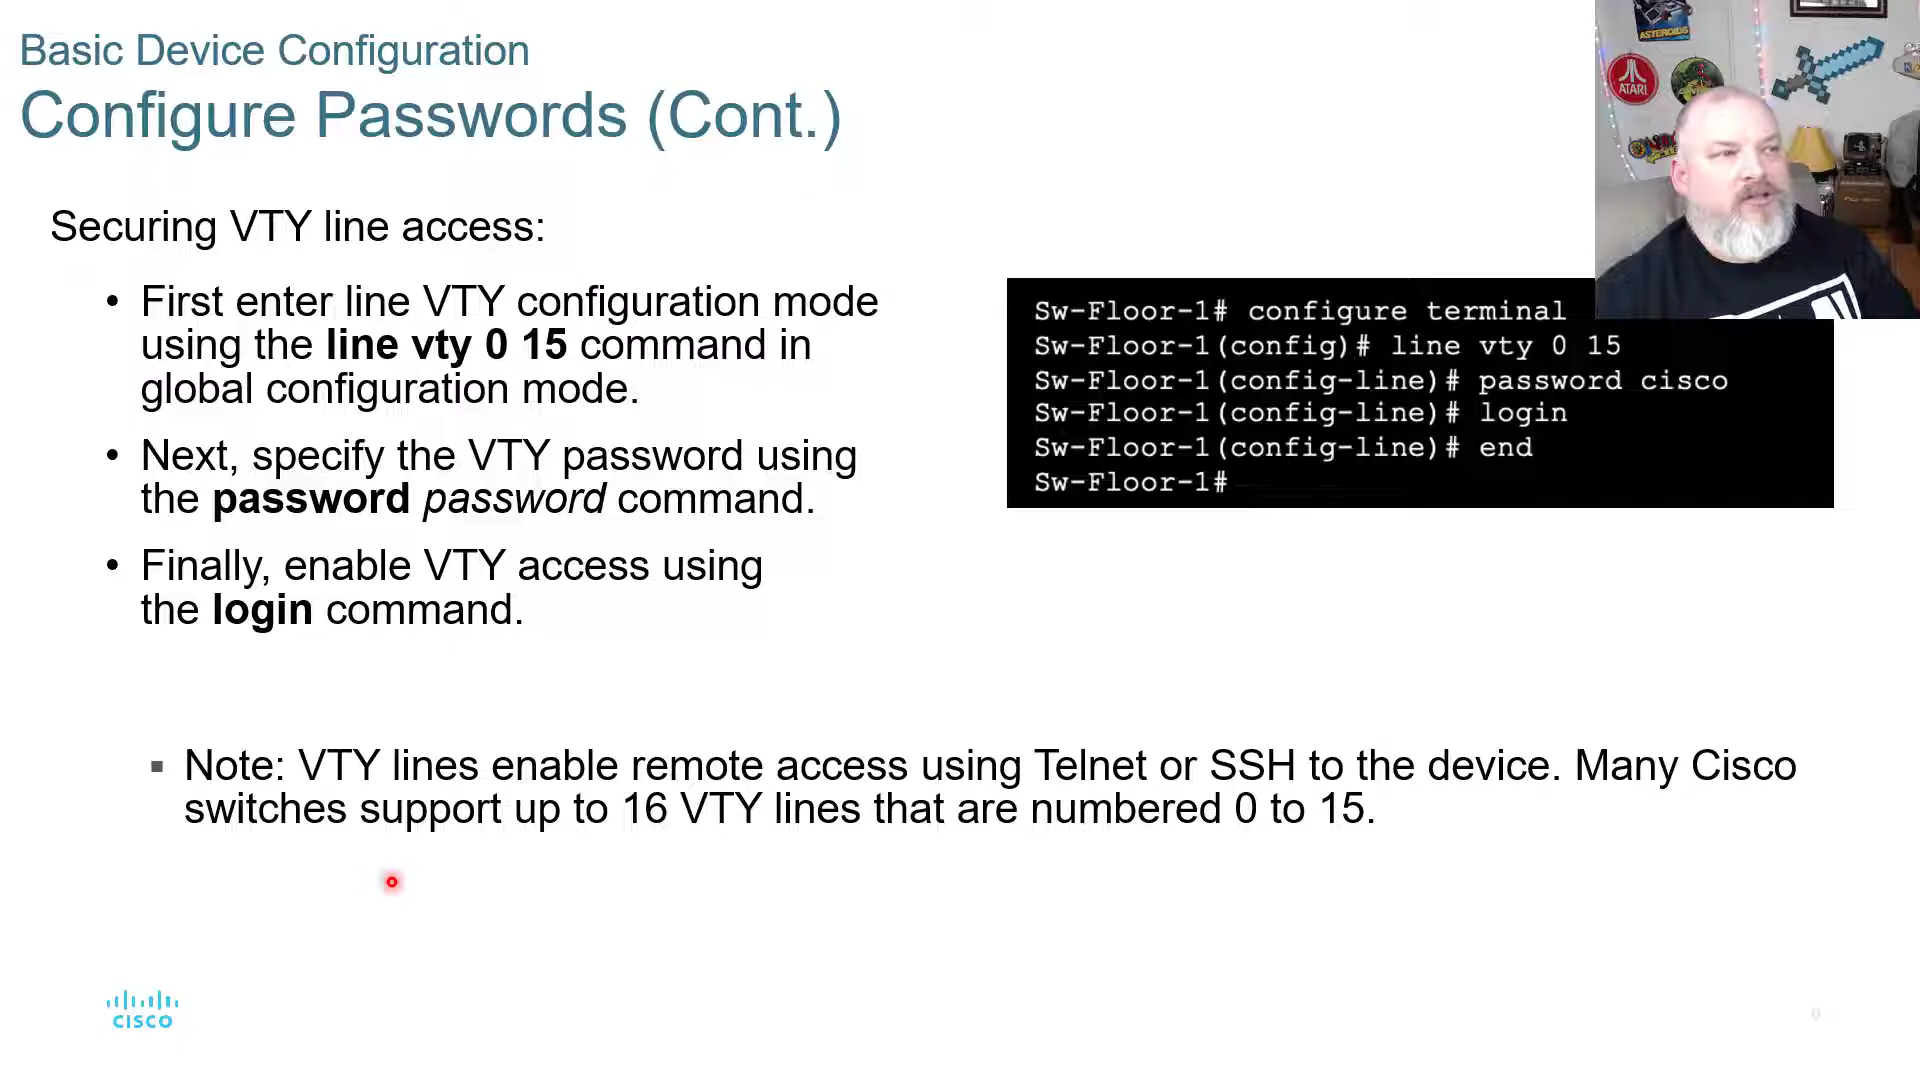 Basic Device Configuration
Configure Passwords (Cont.)
Securing VTY line access:
• First enter line VTY configuration mode
using the line vty 0 15 command in
global configuration mode.
• Next, specify the VTY password using
the password password command.
• Finally, enable VTY access using
the login command.
Sw-Floor-1# configure terminal
Sw-Floor-1(config)# line vty 0 15
Sw-Floor-1(config-line)# password cisco
Sw-Floor-1(config-line)# login
Sw-Floor-1(config-line)# end
Sw-Floor-1#
▪ Note: VTY lines enable remote access using Telnet or SSH to the device. Many Cisco
switches support up to 16 VTY lines that are numbered 0 to 15.
CISCO
ASTEROIDS
ATARI